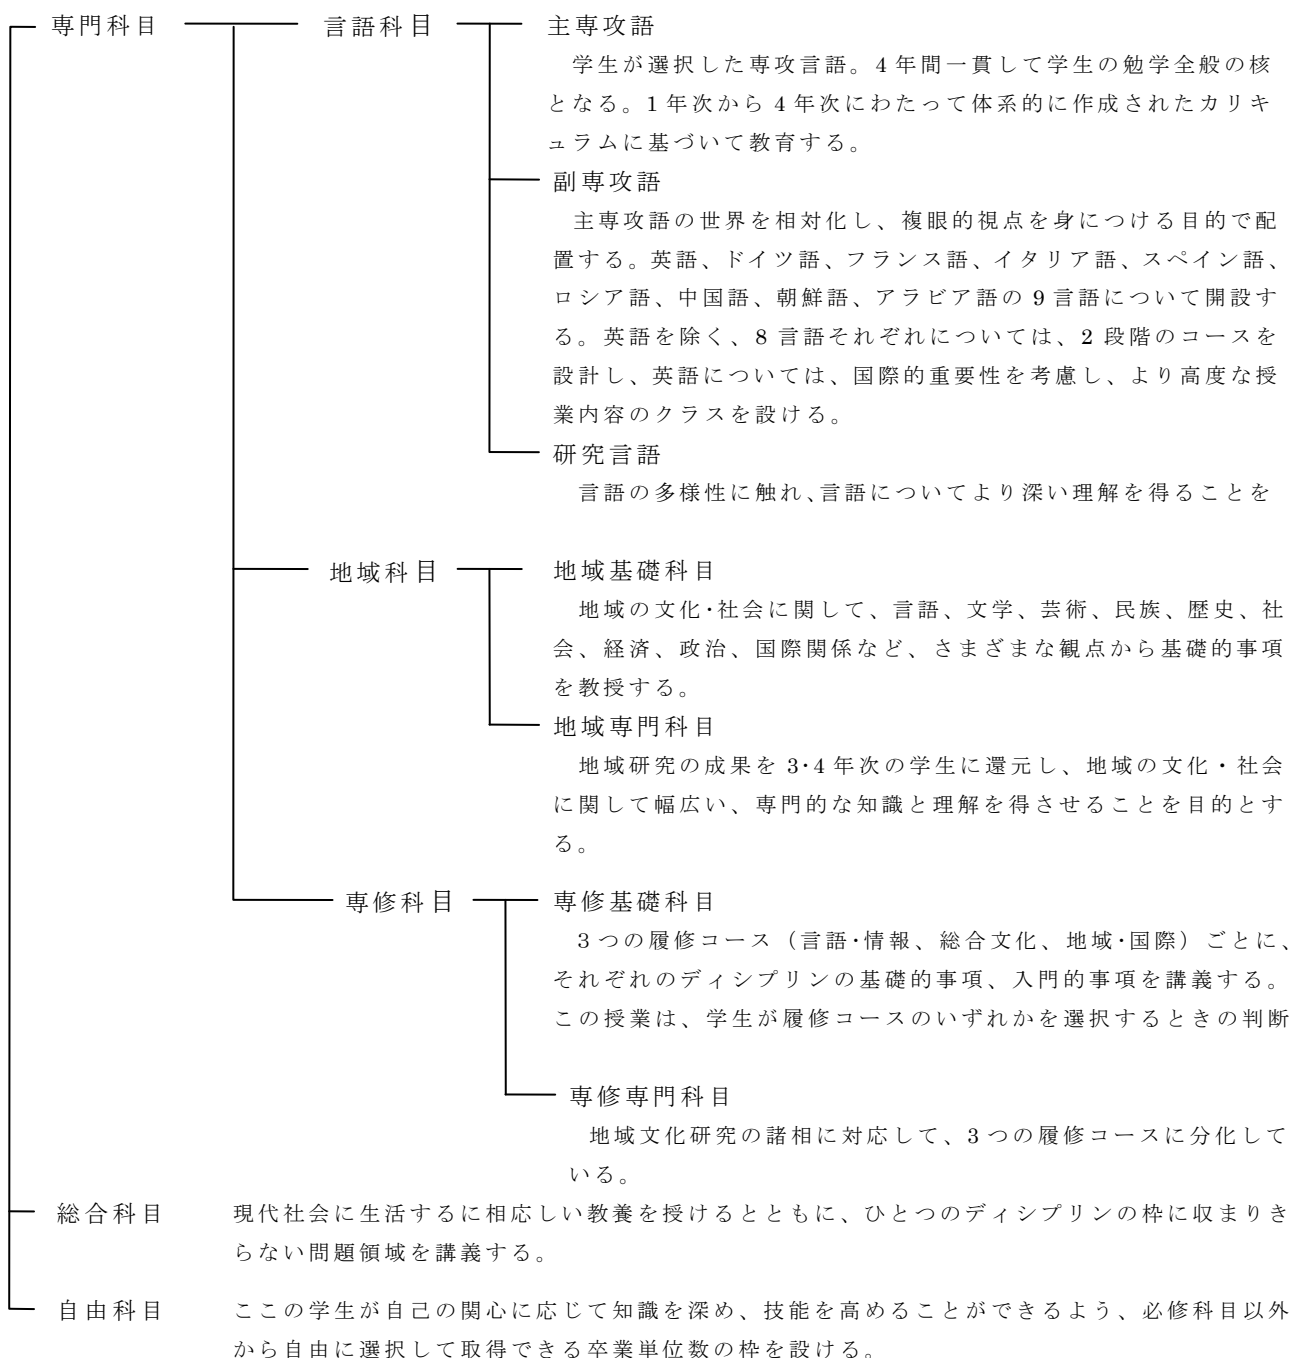 専門科目 言語科目 主専攻語
学生が選択した専攻言語。4年間一貫して学生の勉学全般の核
となる。1年次から4年次にわたって体系的に作成されたカリキ
ュラムに基づいて教育する。
副専攻語
主専攻語の世界を相対化し、複眼的視点を身につける目的で配
置する。英語、ドイツ語、フランス語、イタリア語、スペイン語、
ロシア語、中国語、朝鮮語、アラビア語の9言語について開設す
る。英語を除く、8言語それぞれについては、2段階のコースを
設計し、英語については、国際的重要性を考慮し、より高度な授
業内容のクラスを設ける。
研究言語
言語の多様性に触れ、言語についてより深い理解を得ることを
地域科目 地域基礎科目
地域の文化・社会に関して、言語、文学、芸術、民族、歴史、社
会、経済、政治、国際関係など、さまざまな観点から基礎的事項
を教授する。
地域専門科目
地域研究の成果を3・4年次の学生に還元し、地域の文化・社会
に関して幅広い、専門的な知識と理解を得させることを目的とす
る。
専修科目 専修基礎科目
3つの履修コース（言語・情報、総合文化、地域・国際）ごとに、
それぞれのディシプリンの基礎的事項、入門的事項を講義する。
この授業は、学生が履修コースのいずれかを選択するときの判断
専修専門科目
地域文化研究の諸相に対応して、3つの履修コースに分化して
いる。
総合科目 現代社会に生活するに相応しい教養を授けるとともに、ひとつのディシプリンの枠に収まりき
らない問題領域を講義する。
自由科目 ここの学生が自己の関心に応じて知識を深め、技能を高めることができるよう、必修科目以外
から自由に選択して取得できる卒業単位数の枠を設ける。